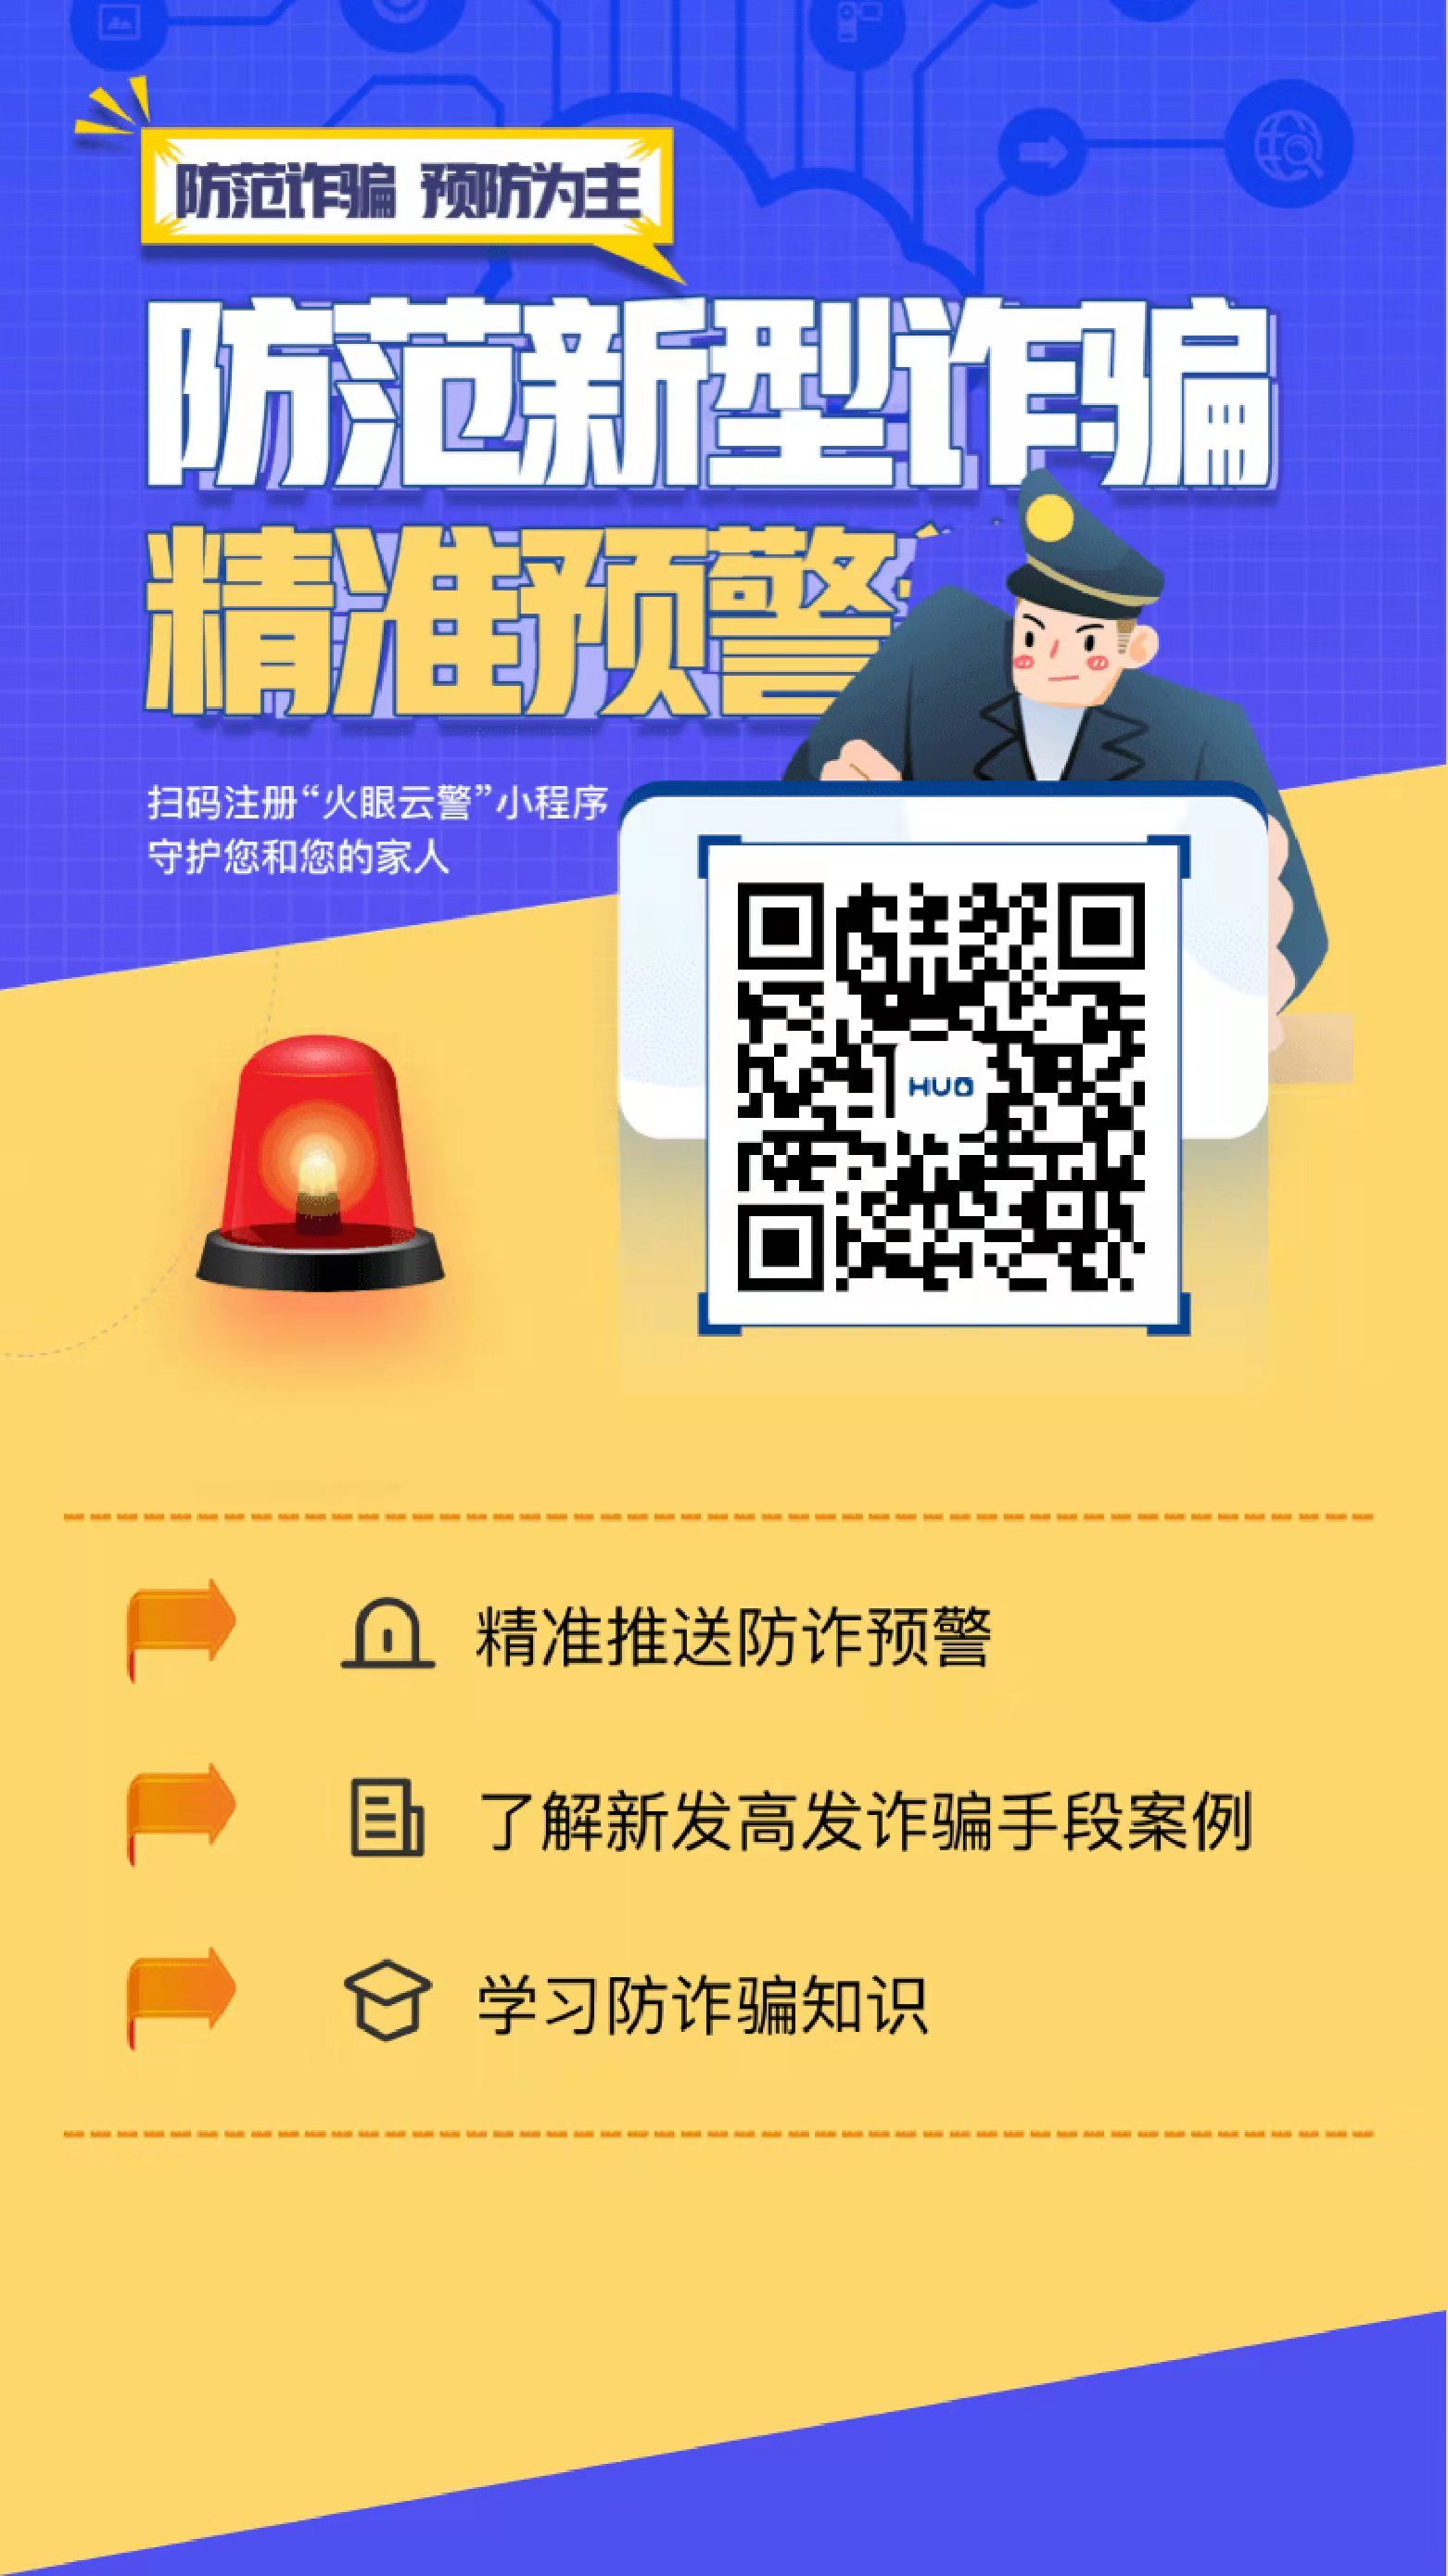 防范诈骗 预防为主
防范新型诈骗
精准预警
扫码注册“火眼云警”小程序
守护您和您的家人
HUO
精准推送防诈预警
了解新发高发诈骗手段案例
学习防诈骗知识